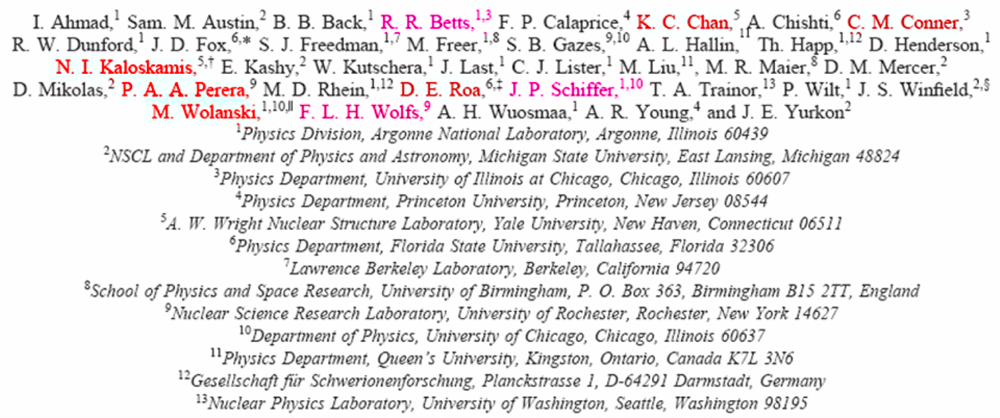 I. Ahmad,¹ Sam. M. Austin,² B. B. Back,¹ R. R. Betts,¹,³ F. P. Calaprice,⁴ K. C. Chan,⁵ A. Chishti,⁶ C. M. Conner,³
R. W. Dunford,¹ J. D. Fox,⁶,* S. J. Freedman,¹,⁷ M. Freer,¹,⁸ S. B. Gazes,⁹,¹⁰ A. L. Hallin,¹¹ Th. Happ,¹,¹² D. Henderson,¹
N. I. Kaloskamis,⁵,† E. Kashy,² W. Kutschera,¹ J. Last,¹ C. J. Lister,¹ M. Liu,¹¹, M. R. Maier,⁸ D. M. Mercer,²
D. Mikolas,² P. A. A. Perera,⁹ M. D. Rhein,¹,¹² D. E. Roa,⁶,‡ J. P. Schiffer,¹,¹⁰ T. A. Trainor,¹³ P. Wilt,¹ J. S. Winfield,²,§
M. Wolanski,¹,¹⁰,‖ F. L. H. Wolfs,⁹ A. H. Wuosmaa,¹ A. R. Young,⁴ and J. E. Yurkon²
¹Physics Division, Argonne National Laboratory, Argonne, Illinois 60439
²NSCL and Department of Physics and Astronomy, Michigan State University, East Lansing, Michigan 48824
³Physics Department, University of Illinois at Chicago, Chicago, Illinois 60607
⁴Physics Department, Princeton University, Princeton, New Jersey 08544
⁵A. W. Wright Nuclear Structure Laboratory, Yale University, New Haven, Connecticut 06511
⁶Physics Department, Florida State University, Tallahassee, Florida 32306
⁷Lawrence Berkeley Laboratory, Berkeley, California 94720
⁸School of Physics and Space Research, University of Birmingham, P. O. Box 363, Birmingham B15 2TT, England
⁹Nuclear Science Research Laboratory, University of Rochester, Rochester, New York 14627
¹⁰Department of Physics, University of Chicago, Chicago, Illinois 60637
¹¹Physics Department, Queen's University, Kingston, Ontario, Canada K7L 3N6
¹²Gesellschaft für Schwerionenforschung, Planckstrasse 1, D-64291 Darmstadt, Germany
¹³Nuclear Physics Laboratory, University of Washington, Seattle, Washington 98195